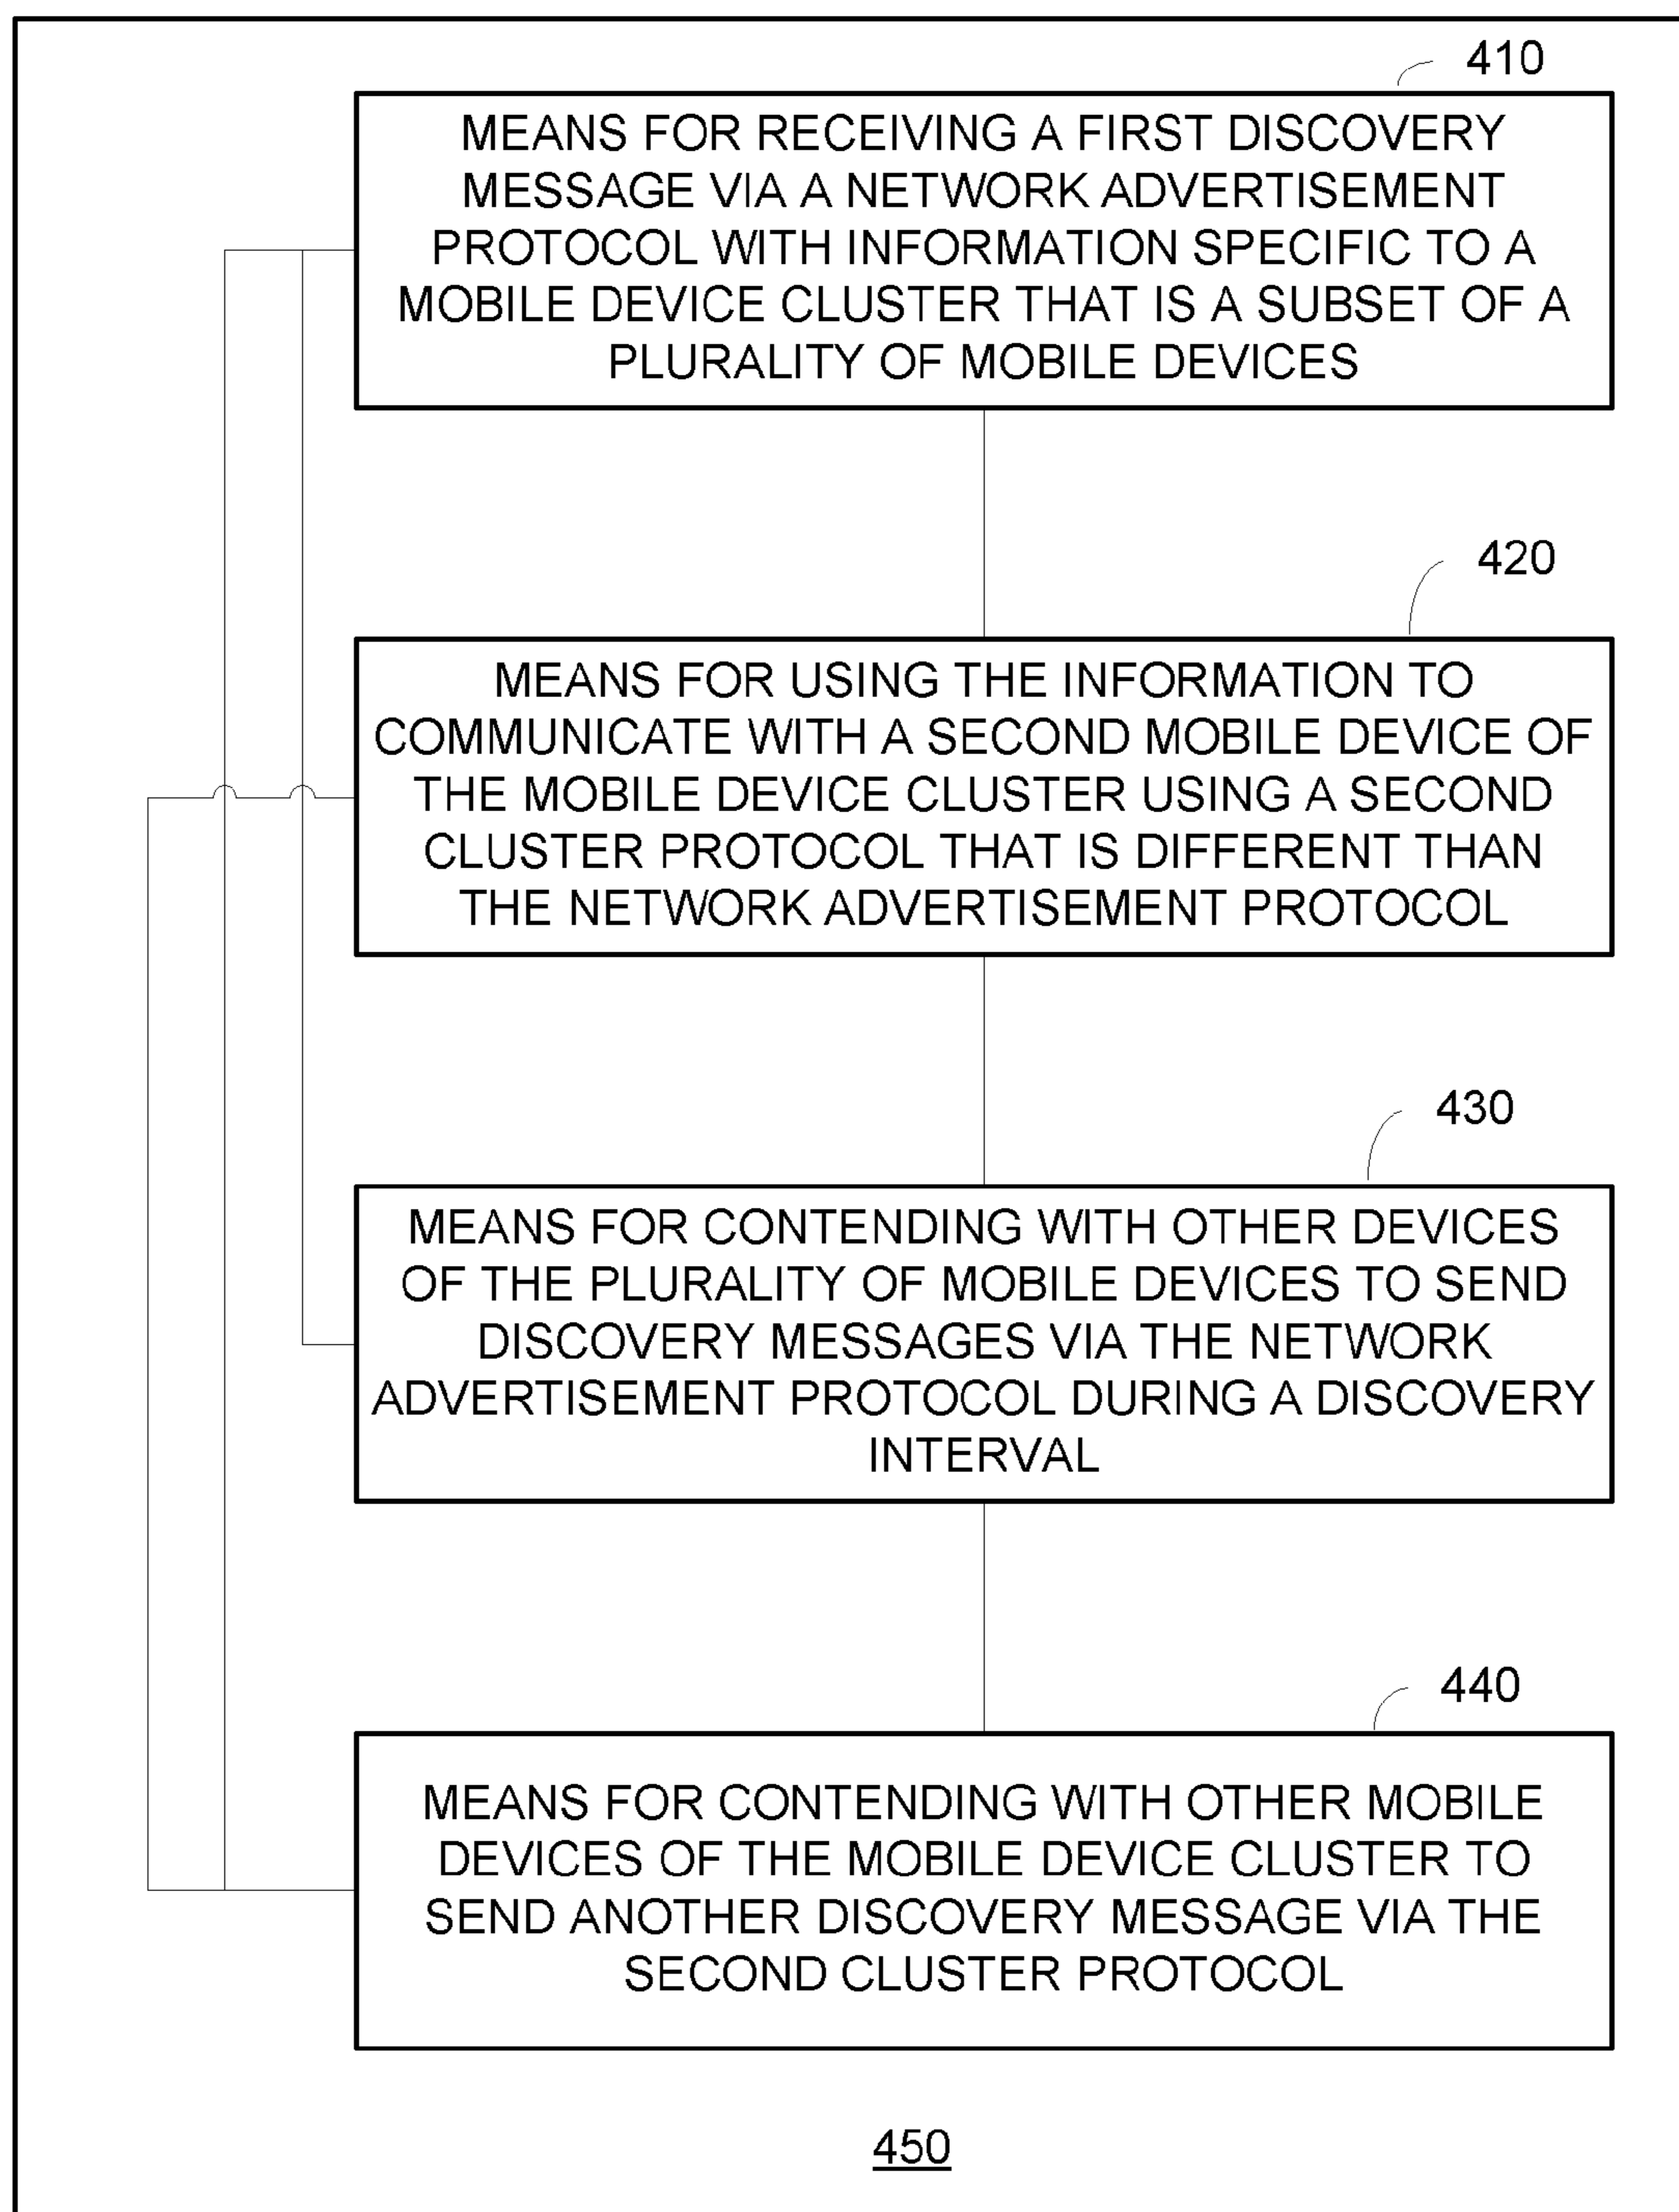 410
MEANS FOR RECEIVING A FIRST DISCOVERY
MESSAGE VIA A NETWORK ADVERTISEMENT
PROTOCOL WITH INFORMATION SPECIFIC TO A
MOBILE DEVICE CLUSTER THAT IS A SUBSET OF A
PLURALITY OF MOBILE DEVICES
420
MEANS FOR USING THE INFORMATION TO
COMMUNICATE WITH A SECOND MOBILE DEVICE OF
THE MOBILE DEVICE CLUSTER USING A SECOND
CLUSTER PROTOCOL THAT IS DIFFERENT THAN
THE NETWORK ADVERTISEMENT PROTOCOL
430
MEANS FOR CONTENDING WITH OTHER DEVICES
OF THE PLURALITY OF MOBILE DEVICES TO SEND
DISCOVERY MESSAGES VIA THE NETWORK
ADVERTISEMENT PROTOCOL DURING A DISCOVERY
INTERVAL
440
MEANS FOR CONTENDING WITH OTHER MOBILE
DEVICES OF THE MOBILE DEVICE CLUSTER TO
SEND ANOTHER DISCOVERY MESSAGE VIA THE
SECOND CLUSTER PROTOCOL
450